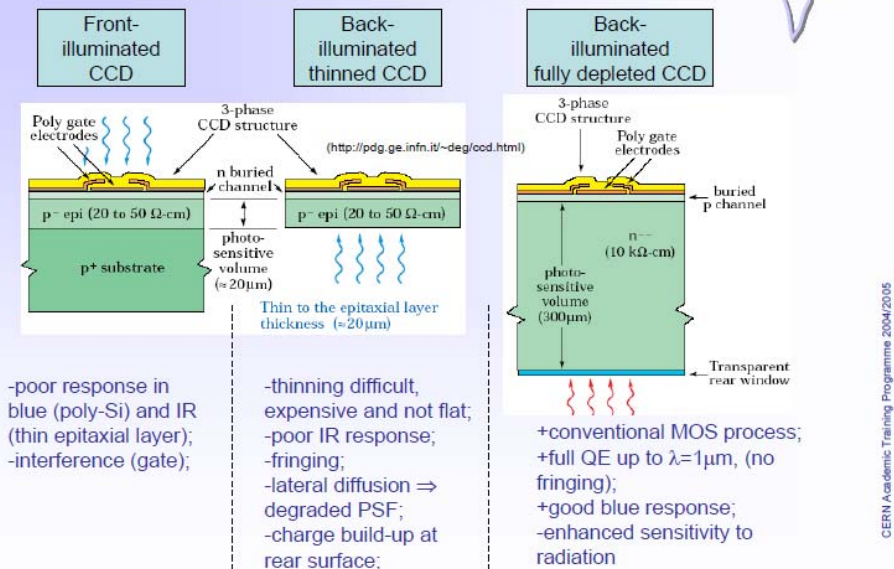 Front-
illuminated
CCD
Back-
illuminated
thinned CCD
Back-
illuminated
fully depleted CCD
Poly gate
electrodes
3-phase
CCD structure
(http://pdg.ge.infn.it/~deg/ccd.html)
n buried
channel
p− epi (20 to 50 Ω-cm)
p+ substrate
photo-
sensitive
volume
(≈20μm)
p− epi (20 to 50 Ω-cm)
Thin to the epitaxial layer
thickness (≈20μm)
3-phase
CCD structure
Poly gate
electrodes
buried
p channel
n−−
(10 kΩ-cm)
photo-
sensitive
volume
(300μm)
Transparent
rear window
-poor response in
blue (poly-Si) and IR
(thin epitaxial layer);
-interference (gate);
-thinning difficult,
expensive and not flat;
-poor IR response;
-fringing;
-lateral diffusion ⇒
degraded PSF;
-charge build-up at
rear surface;
+conventional MOS process;
+full QE up to λ=1μm, (no
fringing);
+good blue response;
-enhanced sensitivity to
radiation
CERN Academic Training Programme 2004/2005